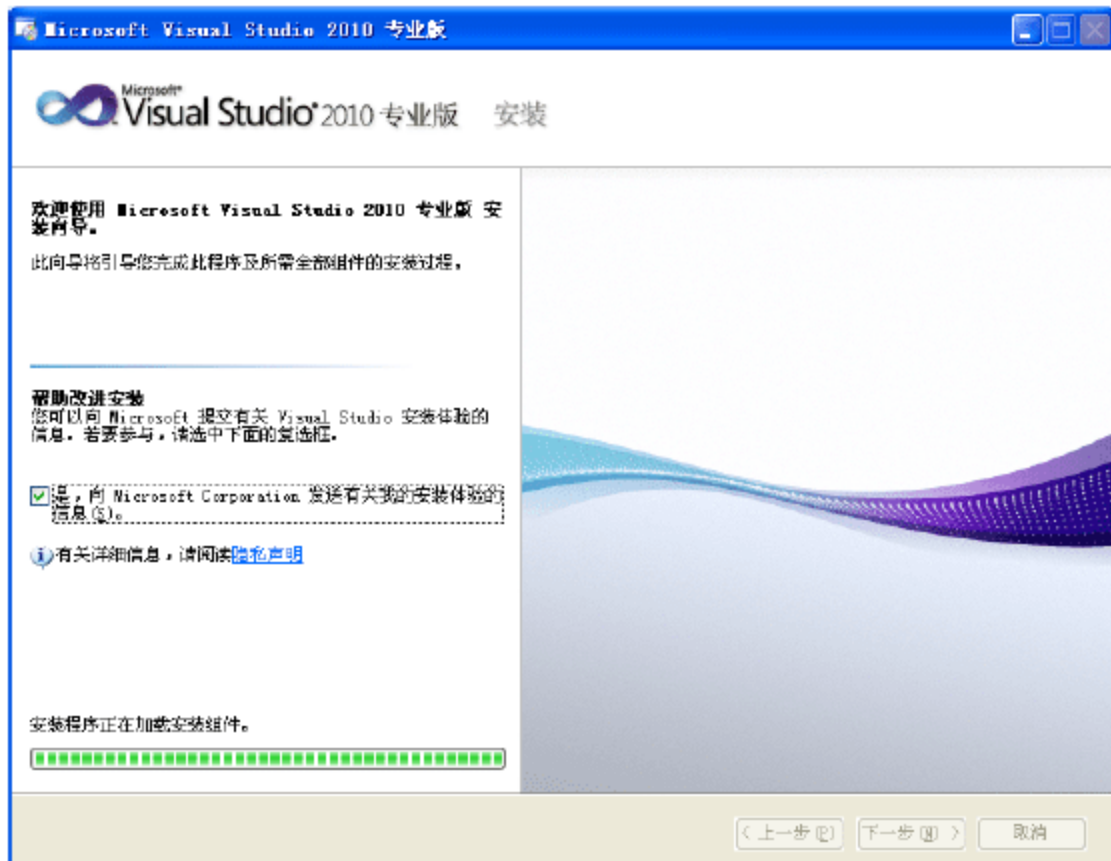 Microsoft Visual Studio 2010 专业版
Microsoft®
Visual Studio® 2010 专业版 安装
欢迎使用 Microsoft Visual Studio 2010 专业版 安
装向导。
此向导将引导您完成此程序及所需全部组件的安装过程。
帮助改进安装
您可以向 Microsoft 提交有关 Visual Studio 安装体验的
信息。若要参与，请选中下面的复选框。
是，向 Microsoft Corporation 发送有关我的安装体验的
信息(S)。
有关详细信息，请阅读隐私声明
安装程序正在加载安装组件。
< 上一步(P) 下一步(N) > 取消